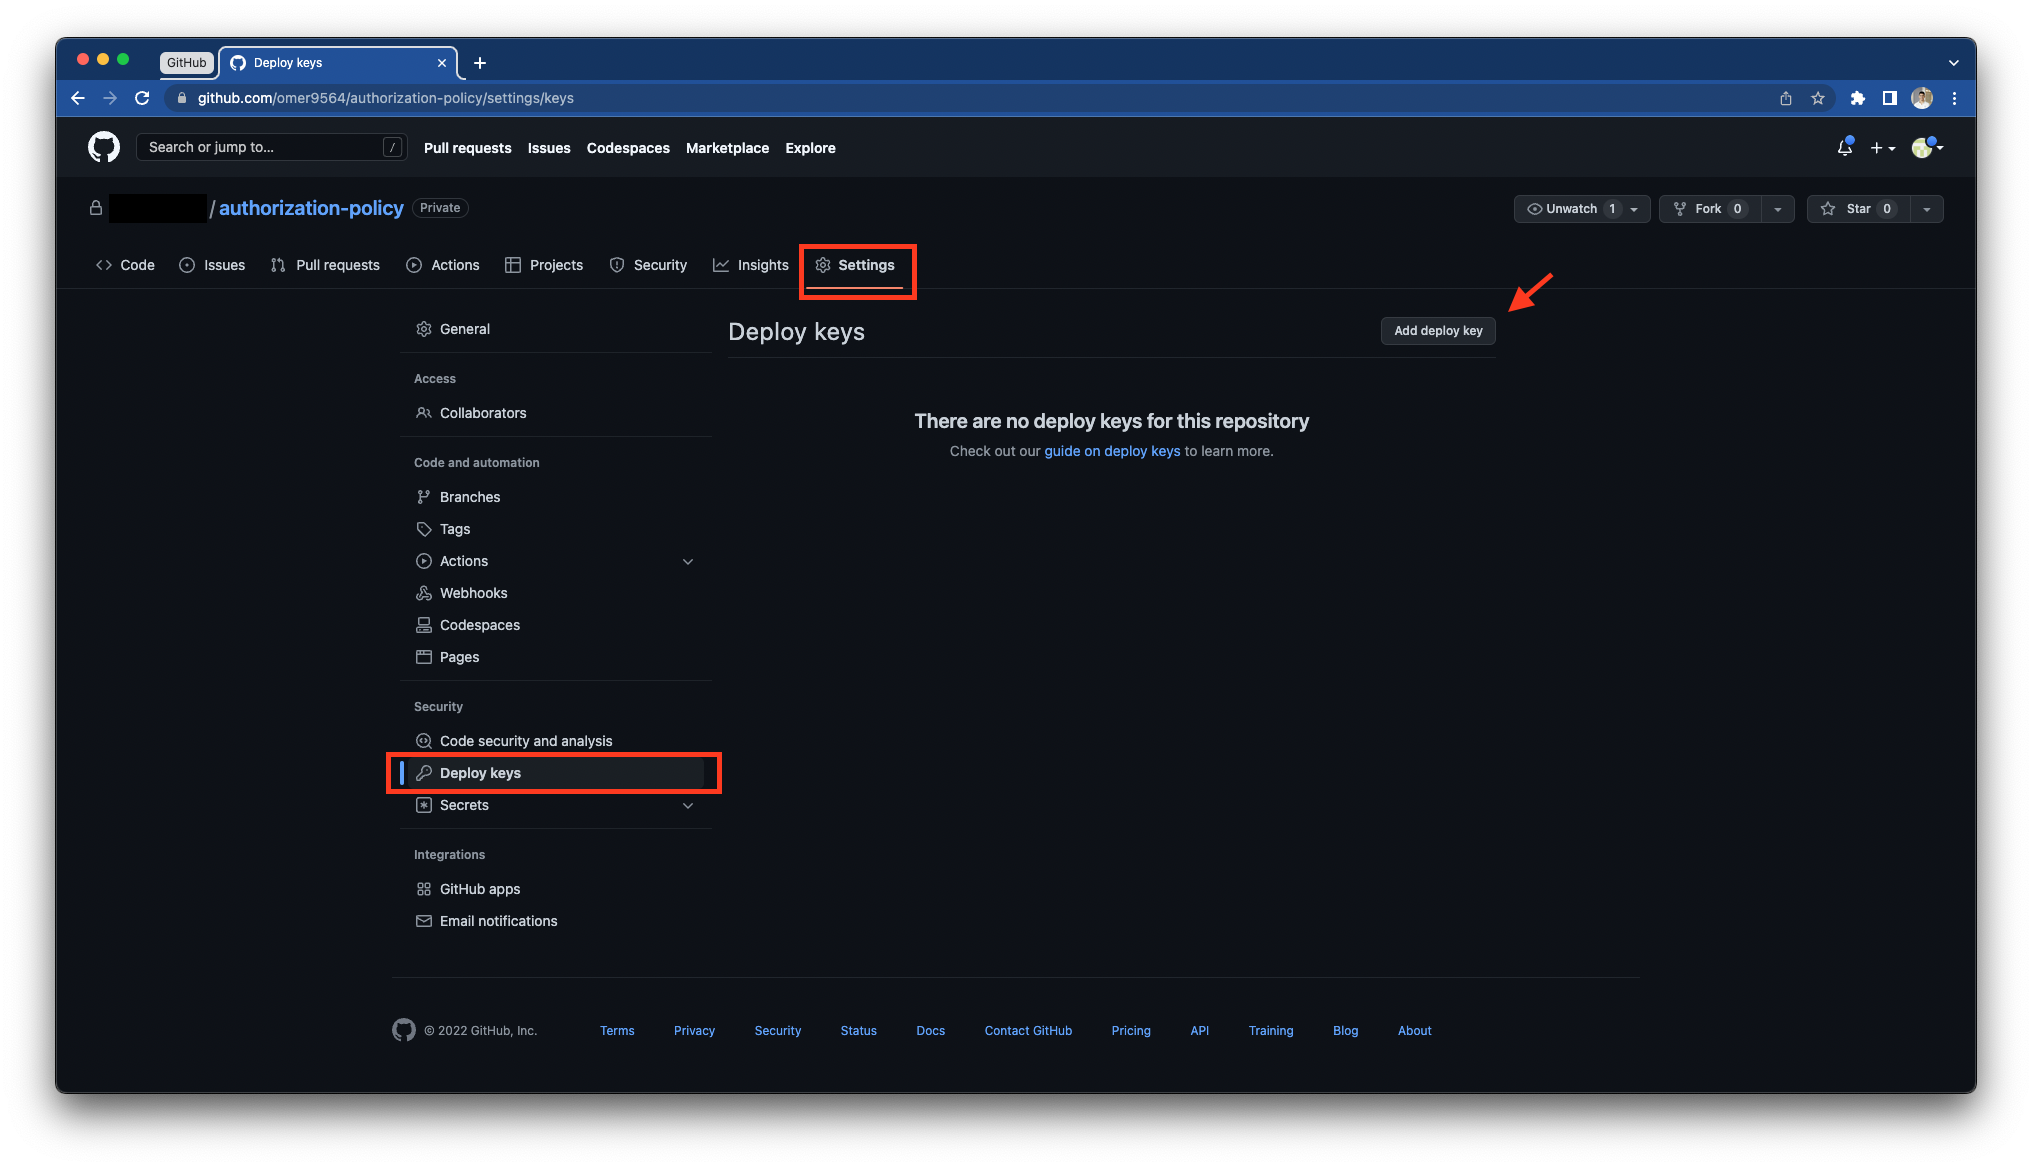 GitHub
Deploy keys
github.com/omer9564/authorization-policy/settings/keys
Search or jump to... /
Pull requests Issues Codespaces Marketplace Explore
/ authorization-policy Private
Unwatch 1 Fork 0 Star 0
Code Issues Pull requests Actions Projects Security Insights Settings
General
Access
Collaborators
Code and automation
Branches
Tags
Actions
Webhooks
Codespaces
Pages
Security
Code security and analysis
Deploy keys
Secrets
Integrations
GitHub apps
Email notifications
Deploy keys
Add deploy key
There are no deploy keys for this repository
Check out our guide on deploy keys to learn more.
© 2022 GitHub, Inc. Terms Privacy Security Status Docs Contact GitHub Pricing API Training Blog About